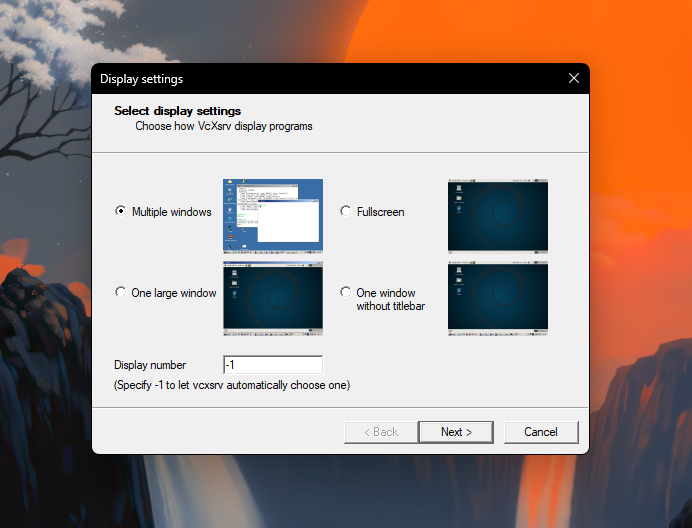 Display settings
Select display settings
Choose how VcXsrv display programs
Multiple windows
Fullscreen
One large window
One window
without titlebar
Display number
-1
(Specify -1 to let vcxsrv automatically choose one)
< Back
Next >
Cancel